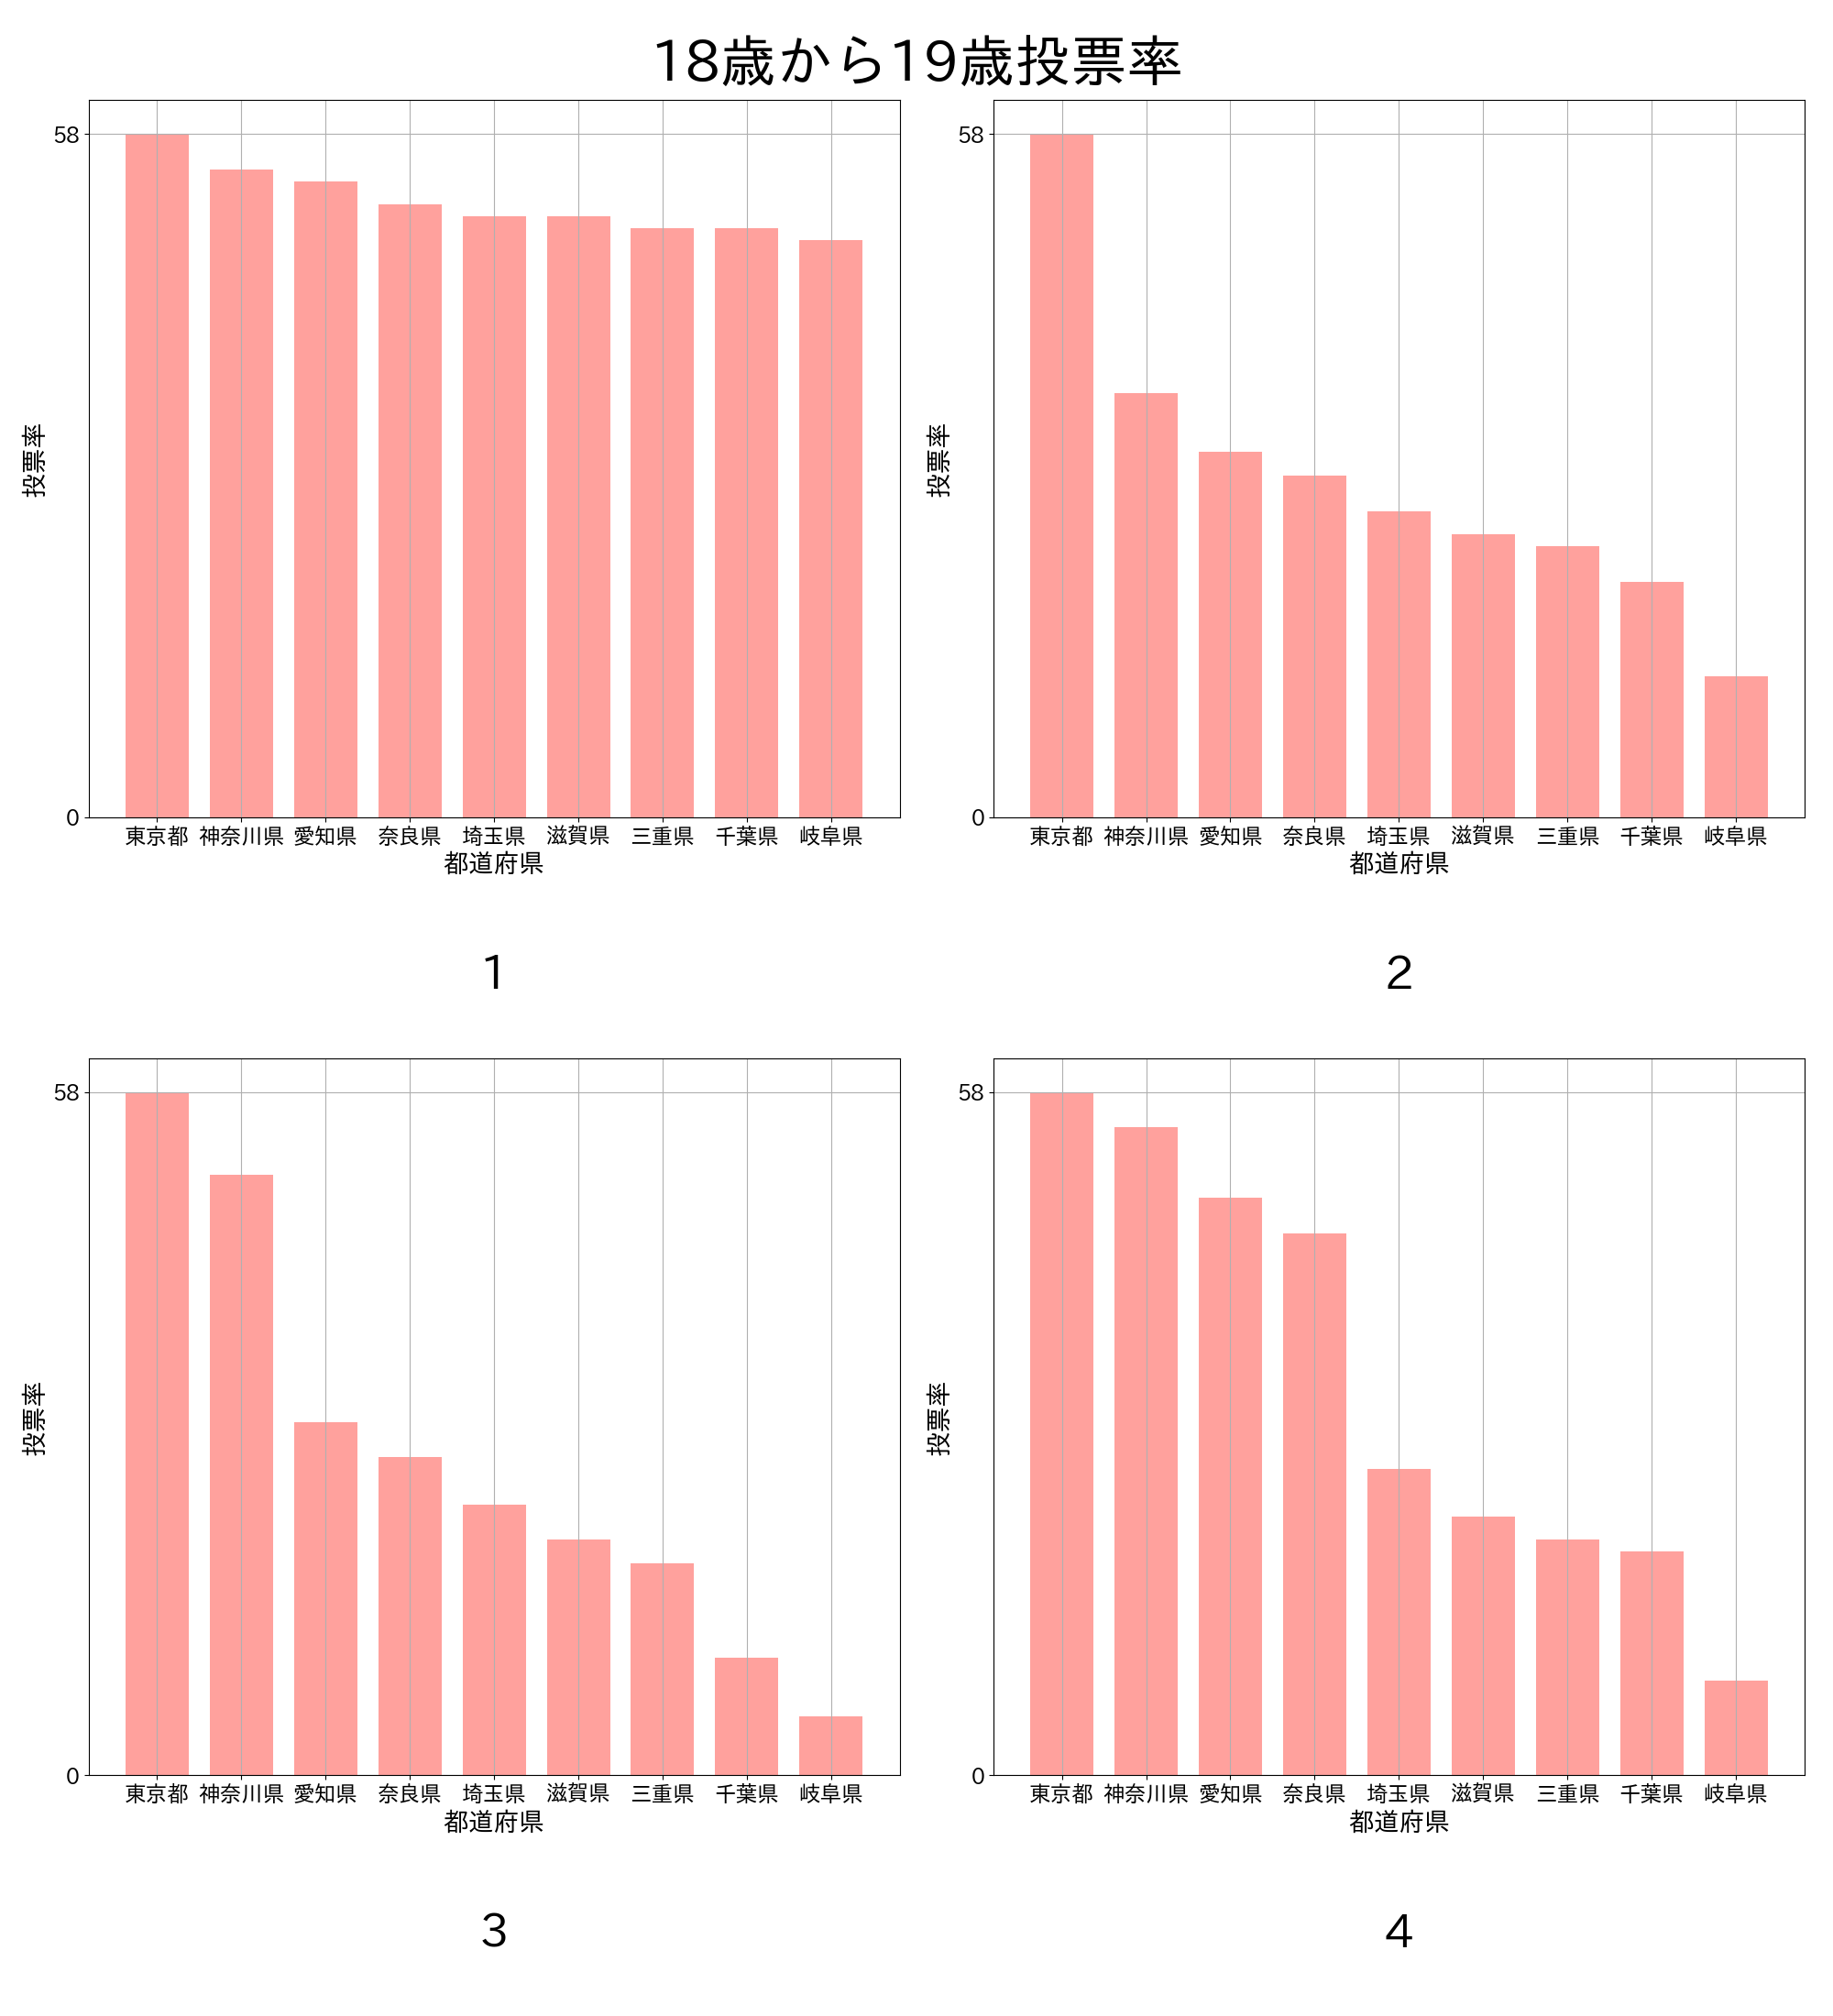 18歳から19歳投票率
58
0
投票率
東京都 神奈川県 愛知県 奈良県 埼玉県 滋賀県 三重県 千葉県 岐阜県
都道府県
1
58
0
投票率
東京都 神奈川県 愛知県 奈良県 埼玉県 滋賀県 三重県 千葉県 岐阜県
都道府県
2
58
0
投票率
東京都 神奈川県 愛知県 奈良県 埼玉県 滋賀県 三重県 千葉県 岐阜県
都道府県
3
58
0
投票率
東京都 神奈川県 愛知県 奈良県 埼玉県 滋賀県 三重県 千葉県 岐阜県
都道府県
4